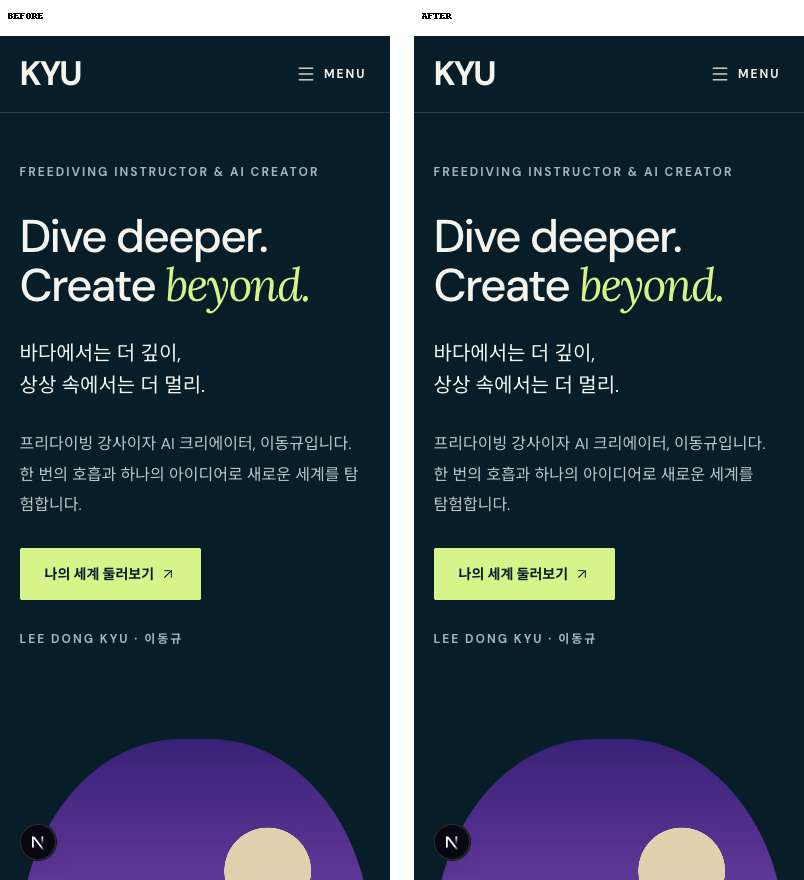 BEFORE
KYU
MENU
FREEDIVING INSTRUCTOR & AI CREATOR
Dive deeper.
Create beyond.
바다에서는 더 깊이,
상상 속에서는 더 멀리.
프리다이빙 강사이자 AI 크리에이터, 이동규입니다.
한 번의 호흡과 하나의 아이디어로 새로운 세계를 탐
험합니다.
나의 세계 둘러보기
LEE DONG KYU · 이동규
N
AFTER
KYU
MENU
FREEDIVING INSTRUCTOR & AI CREATOR
Dive deeper.
Create beyond.
바다에서는 더 깊이,
상상 속에서는 더 멀리.
프리다이빙 강사이자 AI 크리에이터, 이동규입니다.
한 번의 호흡과 하나의 아이디어로 새로운 세계를
탐험합니다.
나의 세계 둘러보기
LEE DONG KYU · 이동규
N